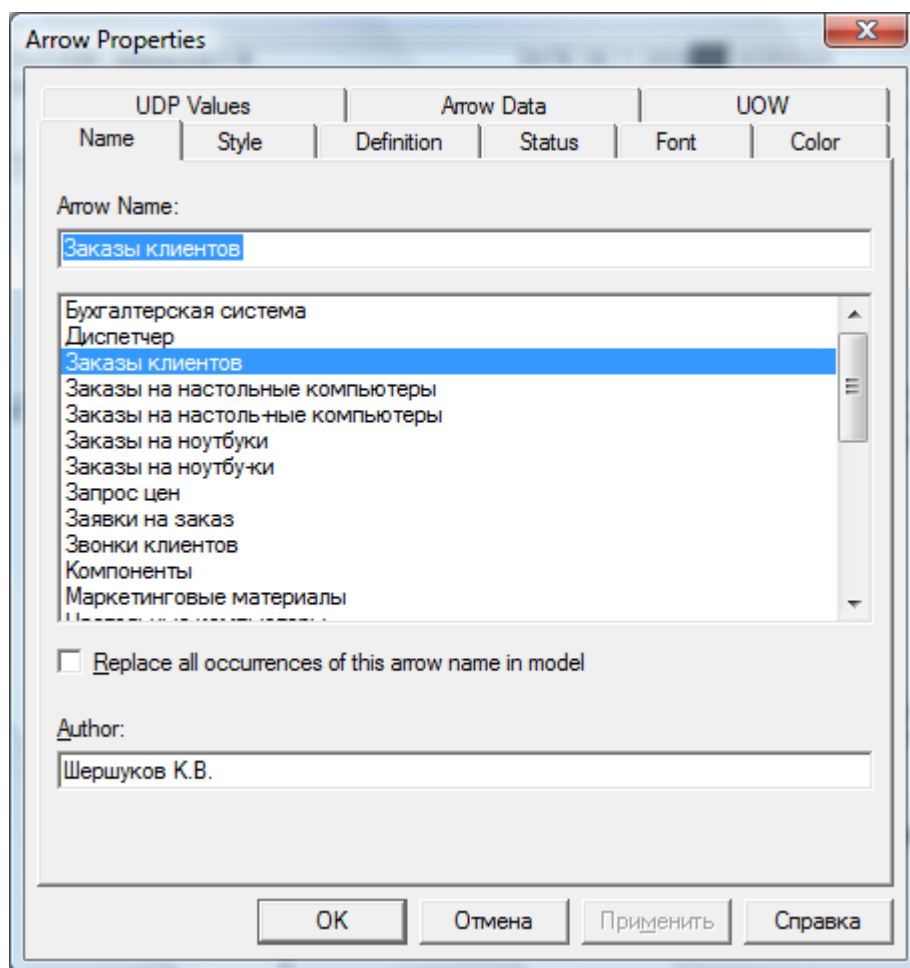 Arrow Properties
UDP Values
Arrow Data
UOW
Name
Style
Definition
Status
Font
Color
Arrow Name:
Заказы клиентов
Бухгалтерская система
Диспетчер
Заказы клиентов
Заказы на настольные компьютеры
Заказы на настоль¬ные компьютеры
Заказы на ноутбуки
Заказы на ноутбу¬ки
Запрос цен
Заявки на заказ
Звонки клиентов
Компоненты
Маркетинговые материалы
Replace all occurrences of this arrow name in model
Author:
Шершуков К.В.
OK
Отмена
Применить
Справка